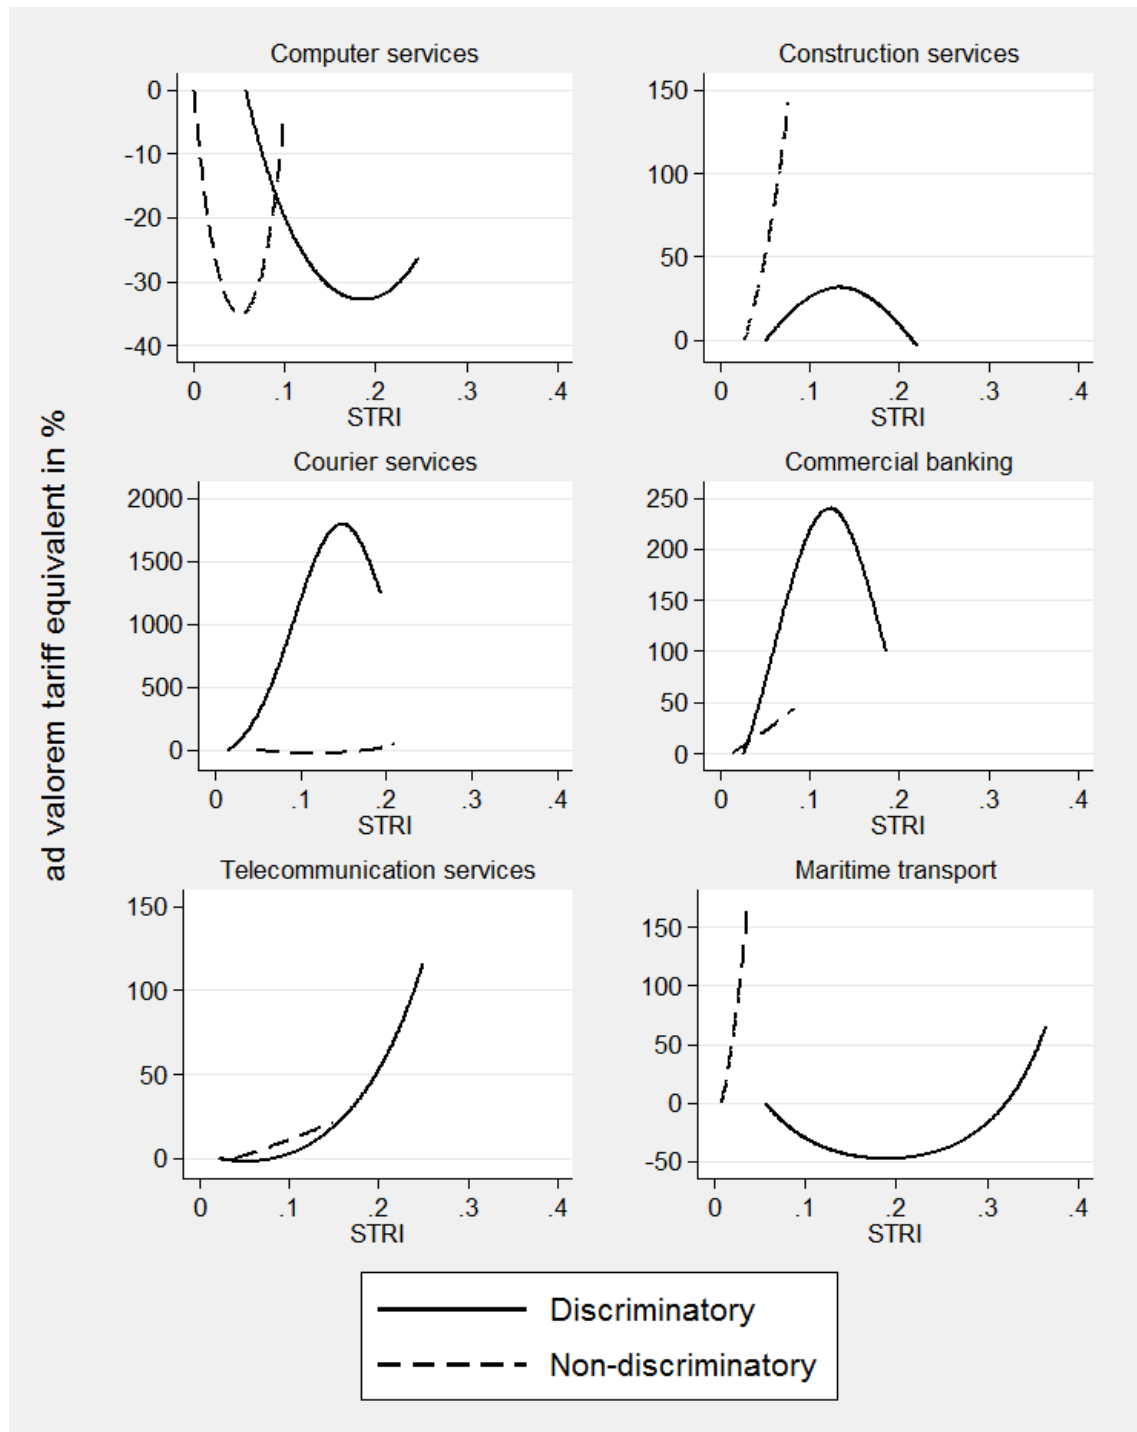 ad valorem tariff equivalent in %
Computer services
0
-10
-20
-30
-40
0 .1 .2 .3 .4
STRI
Construction services
150
100
50
0
0 .1 .2 .3 .4
STRI
Courier services
2000
1500
1000
500
0
0 .1 .2 .3 .4
STRI
Commercial banking
250
200
150
100
50
0
0 .1 .2 .3 .4
STRI
Telecommunication services
150
100
50
0
0 .1 .2 .3 .4
STRI
Maritime transport
150
100
50
0
-50
0 .1 .2 .3 .4
STRI
Discriminatory
Non-discriminatory